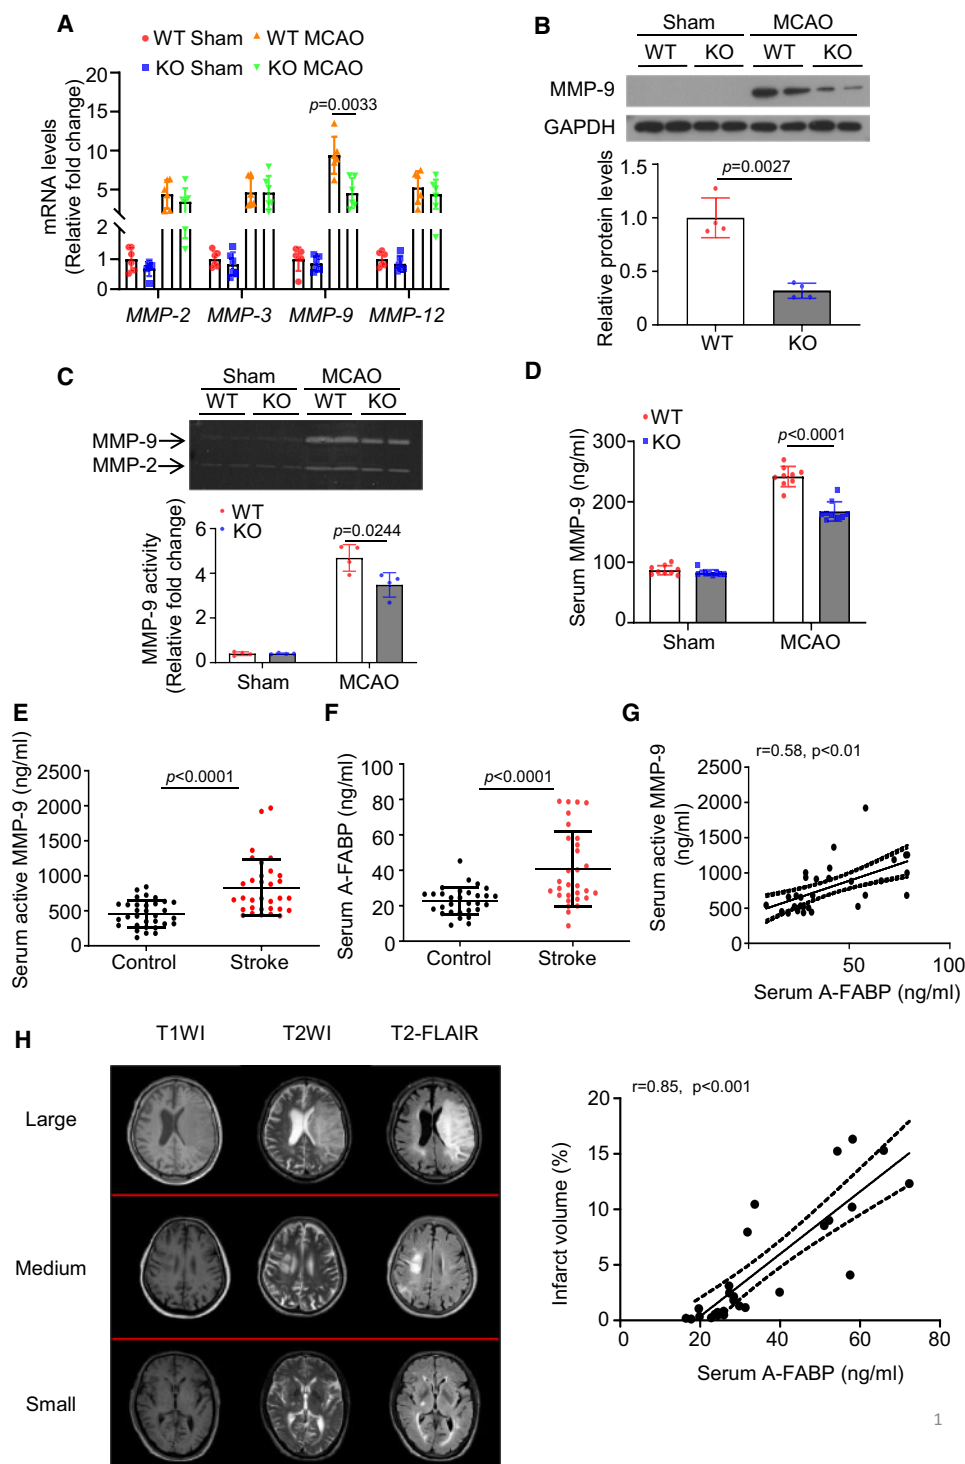 A
WT Sham WT MCAO
KO Sham KO MCAO
mRNA levels
(Relative fold change)
20
15
10
5
2
1
0
p=0.0033
MMP-2 MMP-3 MMP-9 MMP-12
B
Sham MCAO
WT KO WT KO
MMP-9
GAPDH
Relative protein levels
1.5
1.0
0.5
0
p=0.0027
WT KO
C
Sham MCAO
WT KO WT KO
MMP-9
MMP-2
MMP-9 activity
(Relative fold change)
WT
KO
6
4
2
0
p=0.0244
Sham MCAO
D
WT
KO
Serum MMP-9 (ng/ml)
300
200
100
0
p<0.0001
Sham MCAO
E
Serum active MMP-9 (ng/ml)
2500
2000
1500
1000
500
0
p<0.0001
Control Stroke
F
Serum A-FABP (ng/ml)
100
80
60
40
20
0
p<0.0001
Control Stroke
G
Serum active MMP-9
(ng/ml)
r=0.58, p<0.01
2500
2000
1500
1000
500
0
50 100
Serum A-FABP (ng/ml)
H
T1WI T2WI T2-FLAIR
Large
Medium
Small
r=0.85, p<0.001
Infarct volume (%)
20
15
10
5
0
0 20 40 60 80
Serum A-FABP (ng/ml)
1